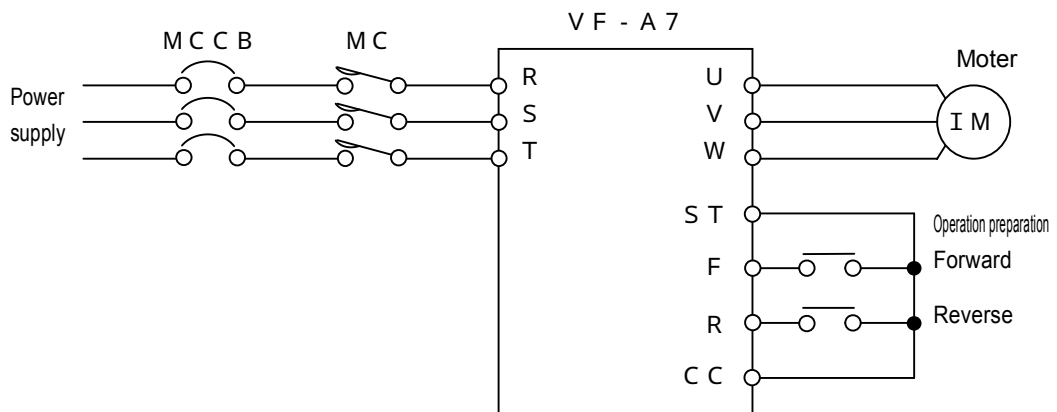 VF-A7
MCCB
MC
Power
supply
R
S
T
U
V
W
Moter
IM
ST
Operation preparation
F
Forward
R
Reverse
CC